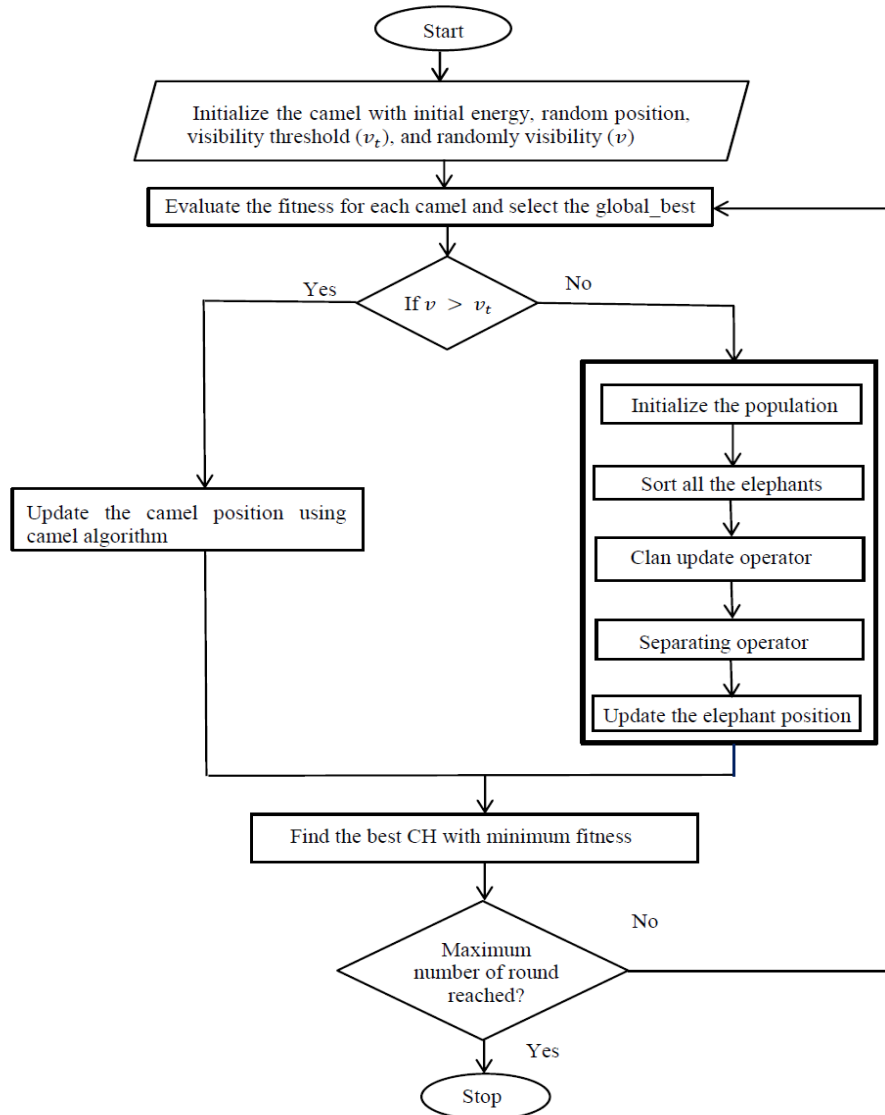 Start
Initialize the camel with initial energy, random position,
visibility threshold (v_t), and randomly visibility (v)
Evaluate the fitness for each camel and select the global_best
Yes
No
If v > v_t
Initialize the population
Sort all the elephants
Update the camel position using
camel algorithm
Clan update operator
Separating operator
Update the elephant position
Find the best CH with minimum fitness
No
Maximum
number of round
reached?
Yes
Stop